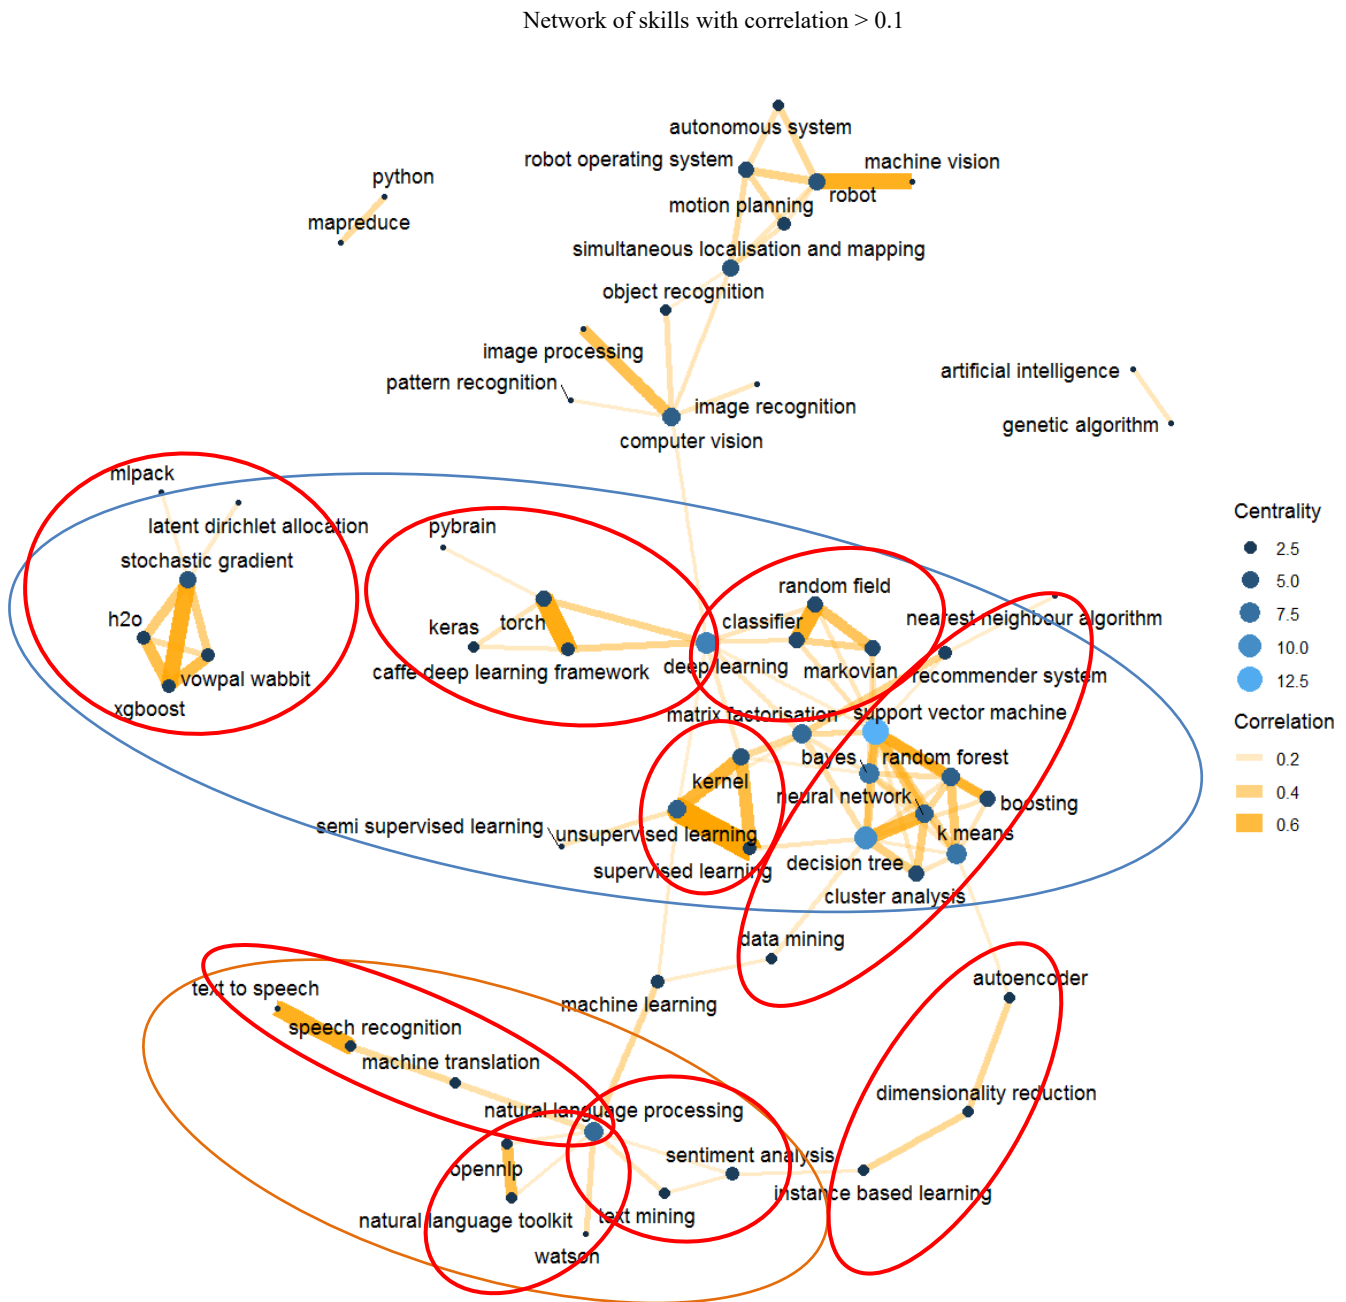 Network of skills with correlation > 0.1
autonomous system
robot operating system
machine vision
python
robot
motion planning
mapreduce
simultaneous localisation and mapping
object recognition
image processing
artificial intelligence
pattern recognition
image recognition
genetic algorithm
computer vision
mlpack
Centrality
latent dirichlet allocation
pybrain
2.5
stochastic gradient
5.0
random field
h2o
classifier
nearest neighbour algorithm
7.5
keras
torch
10.0
caffe deep learning framework
deep learning
markovian
recommender system
vowpal wabbit
12.5
xgboost
matrix factorisation
support vector machine
Correlation
bayes
random forest
0.2
kernel
neural network
0.4
boosting
semi supervised learning
unsupervised learning
k means
0.6
supervised learning
decision tree
cluster analysis
data mining
text to speech
autoencoder
machine learning
speech recognition
machine translation
dimensionality reduction
natural language processing
sentiment analysis
opennlp
instance based learning
natural language toolkit
text mining
watson